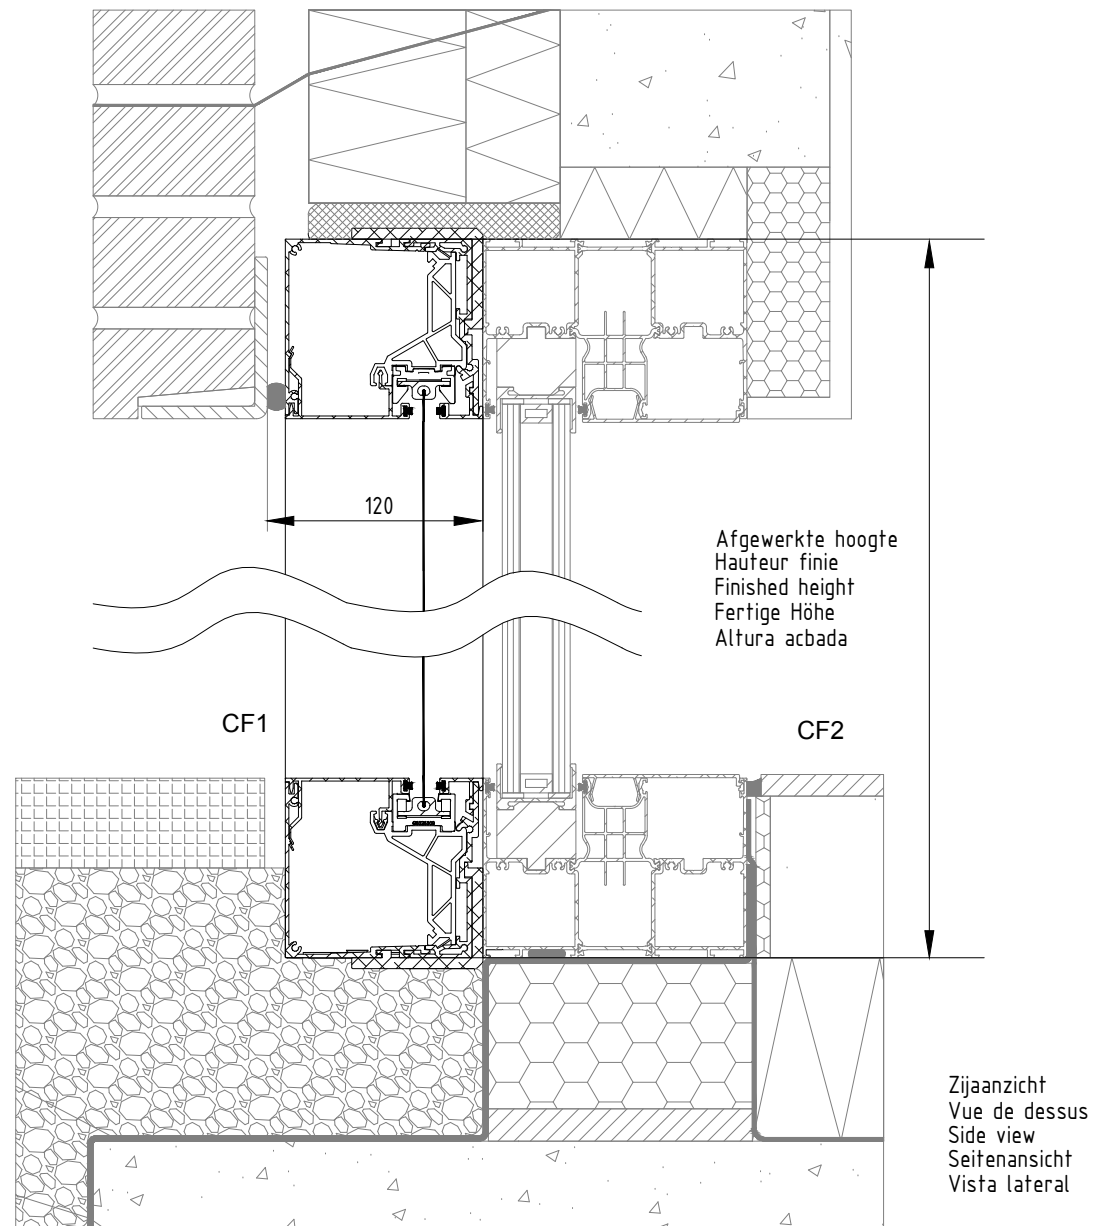 120
Afgewerkte hoogte
Hauteur finie
Finished height
Fertige Höhe
Altura acbada
CF1
CF2
Zijaanzicht
Vue de dessus
Side view
Seitenansicht
Vista lateral